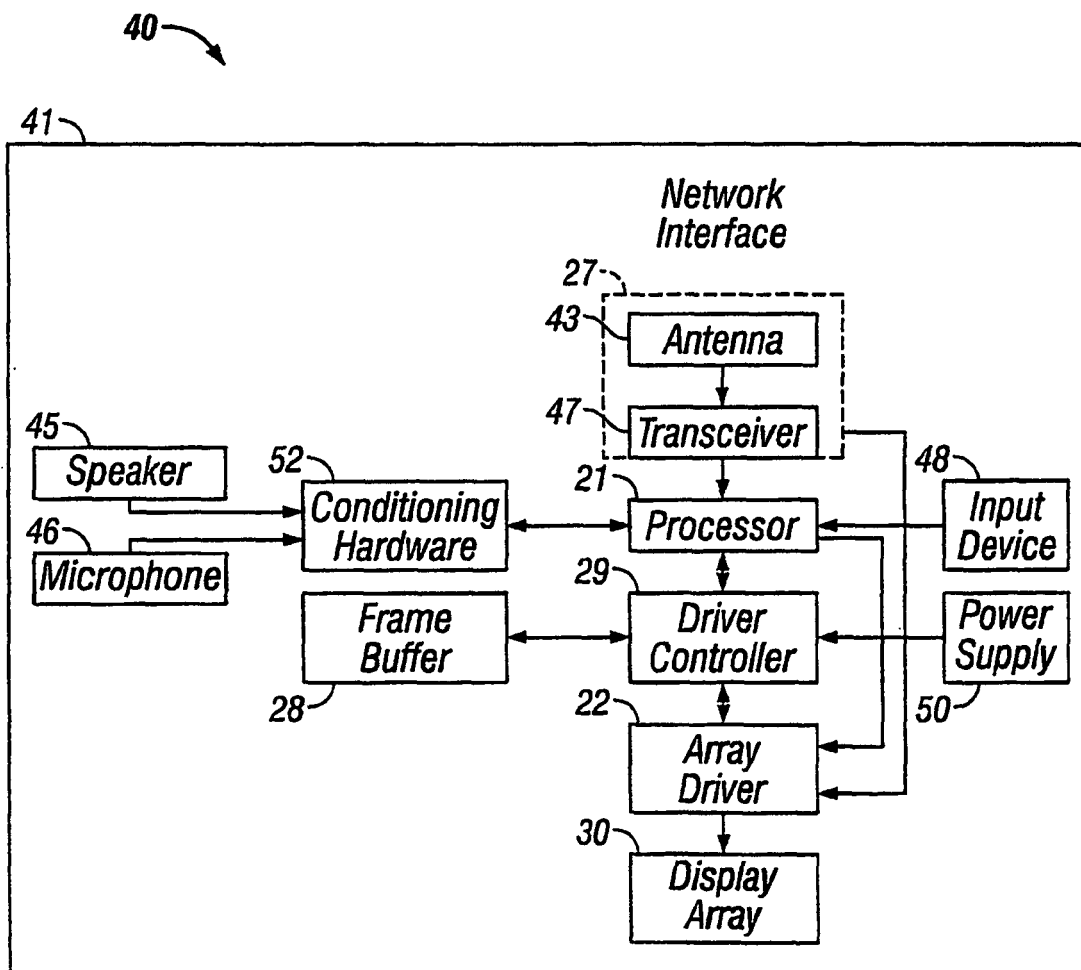 40
41
Network
Interface
27
43
Antenna
47
Transceiver
45
Speaker
52
Conditioning
Hardware
21
Processor
48
Input
Device
46
Microphone
29
Driver
Controller
Frame
Buffer
28
Power
Supply
50
22
Array
Driver
30
Display
Array